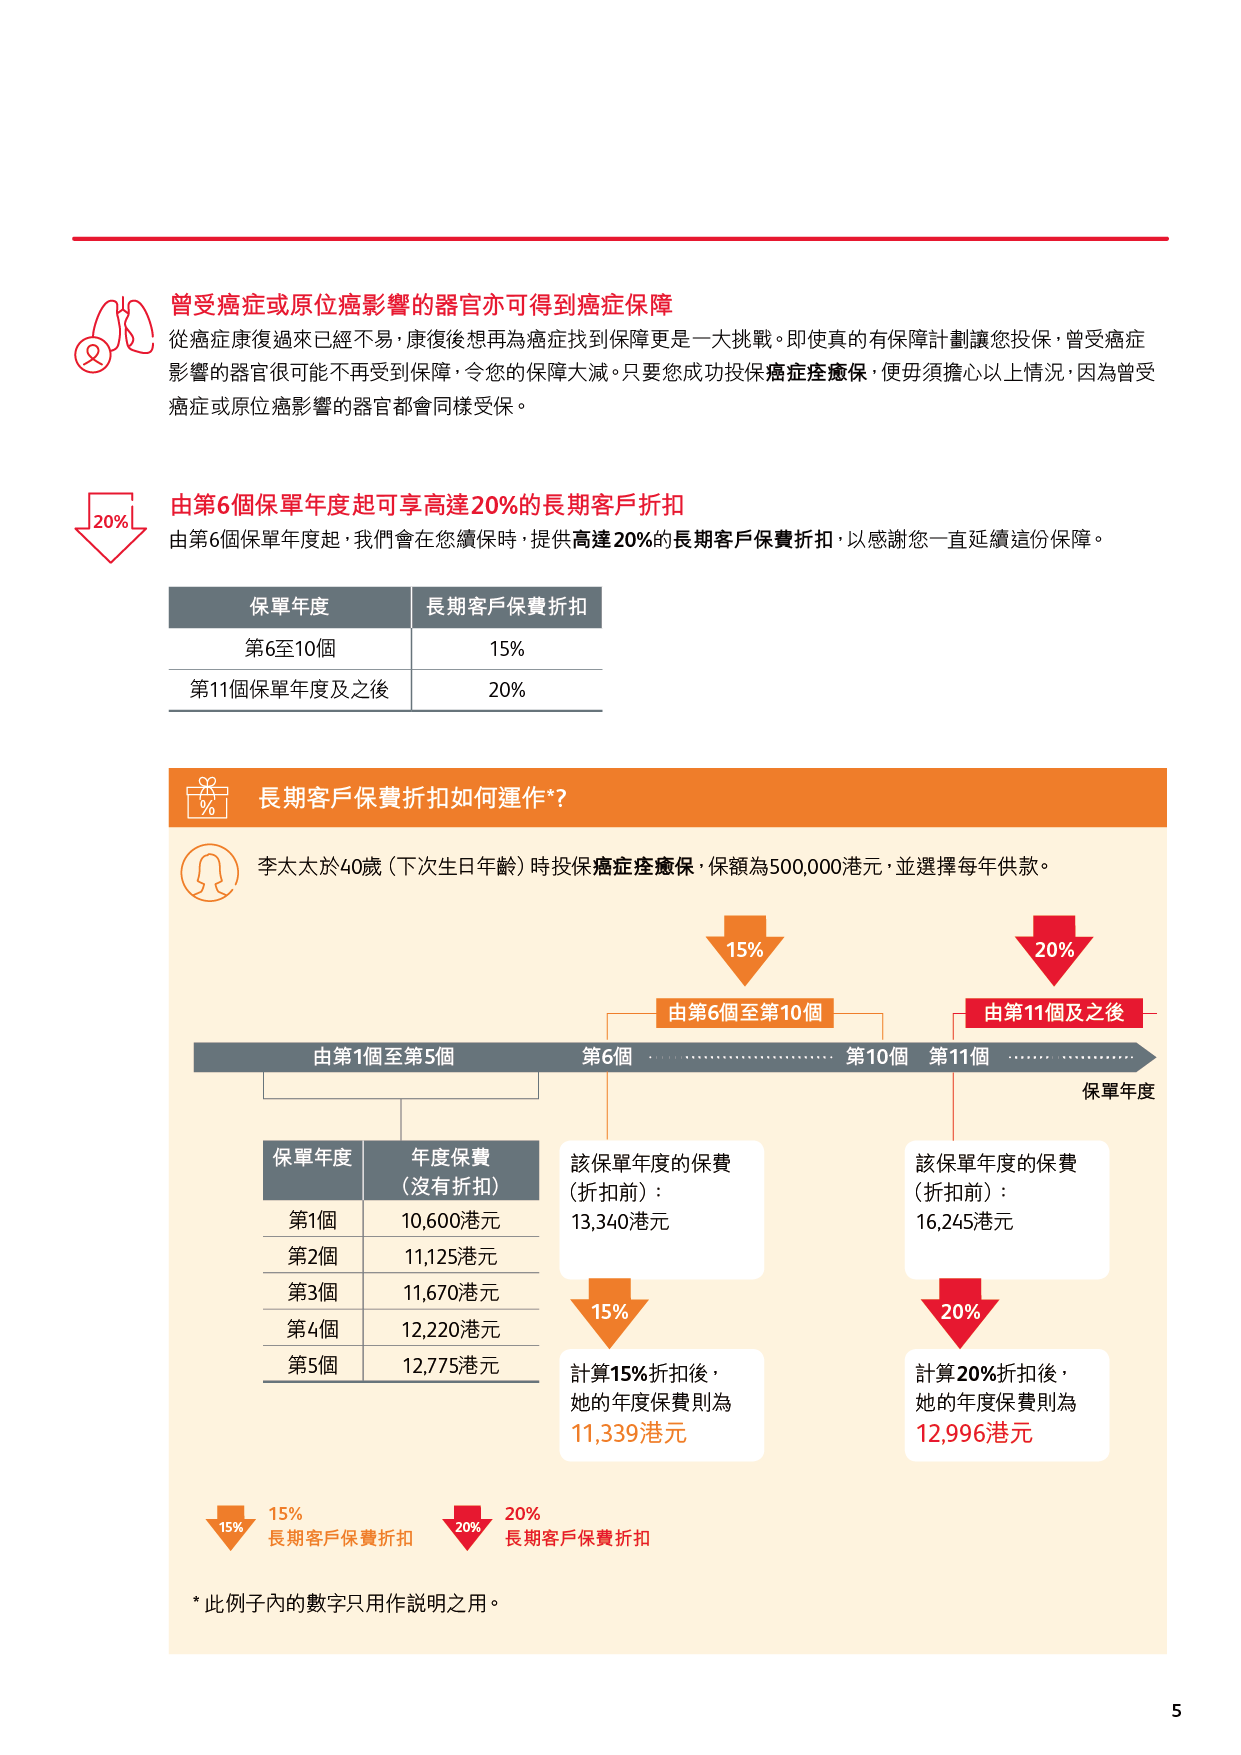 曾受癌症或原位癌影響的器官亦可得到癌症保障
從癌症康復過來已經不易，康復後想再為癌症找到保障更是一大挑戰。即使真的有保障計劃讓您投保，曾受癌症
影響的器官很可能不再受到保障，令您的保障大減。只要您成功投保癌症痊癒保，便毋須擔心以上情況，因為曾受
癌症或原位癌影響的器官都會同樣受保。
20%
由第6個保單年度起可享高達20%的長期客戶折扣
由第6個保單年度起，我們會在您續保時，提供高達20%的長期客戶保費折扣，以感謝您一直延續這份保障。
保單年度 長期客戶保費折扣
第6至10個 15%
第11個保單年度及之後 20%
%
長期客戶保費折扣如何運作*?
李太太於40歲（下次生日年齡）時投保癌症痊癒保，保額為500,000港元，並選擇每年供款。
15% 20%
由第6個至第10個 由第11個及之後
由第1個至第5個 第6個 第10個 第11個
保單年度
保單年度 年度保費
（沒有折扣）
第1個 10,600港元
第2個 11,125港元
第3個 11,670港元
第4個 12,220港元
第5個 12,775港元
該保單年度的保費
（折扣前）：
13,340港元
15%
計算15%折扣後，
她的年度保費則為
11,339港元
該保單年度的保費
（折扣前）：
16,245港元
20%
計算20%折扣後，
她的年度保費則為
12,996港元
15%
15%
長期客戶保費折扣
20%
20%
長期客戶保費折扣
* 此例子內的數字只用作説明之用。
5